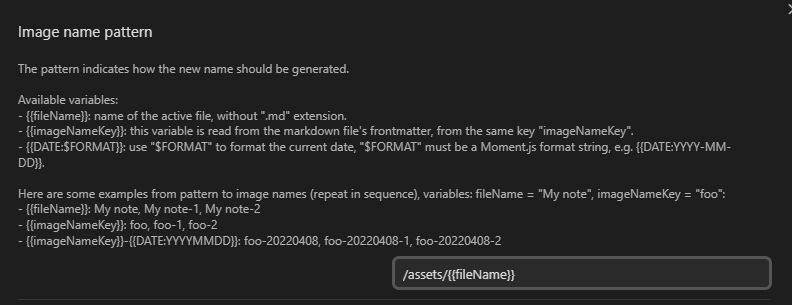 Image name pattern
The pattern indicates how the new name should be generated.
Available variables:
- {{fileName}}: name of the active file, without ".md" extension.
- {{imageNameKey}}: this variable is read from the markdown file's frontmatter, from the same key "imageNameKey".
- {{DATE:$FORMAT}}: use "$FORMAT" to format the current date, "$FORMAT" must be a Moment.js format string, e.g. {{DATE:YYYY-MM-
DD}}.
Here are some examples from pattern to image names (repeat in sequence), variables: fileName = "My note", imageNameKey = "foo":
- {{fileName}}: My note, My note-1, My note-2
- {{imageNameKey}}: foo, foo-1, foo-2
- {{imageNameKey}}-{{DATE:YYYYMMDD}}: foo-20220408, foo-20220408-1, foo-20220408-2
/assets/{{fileName}}